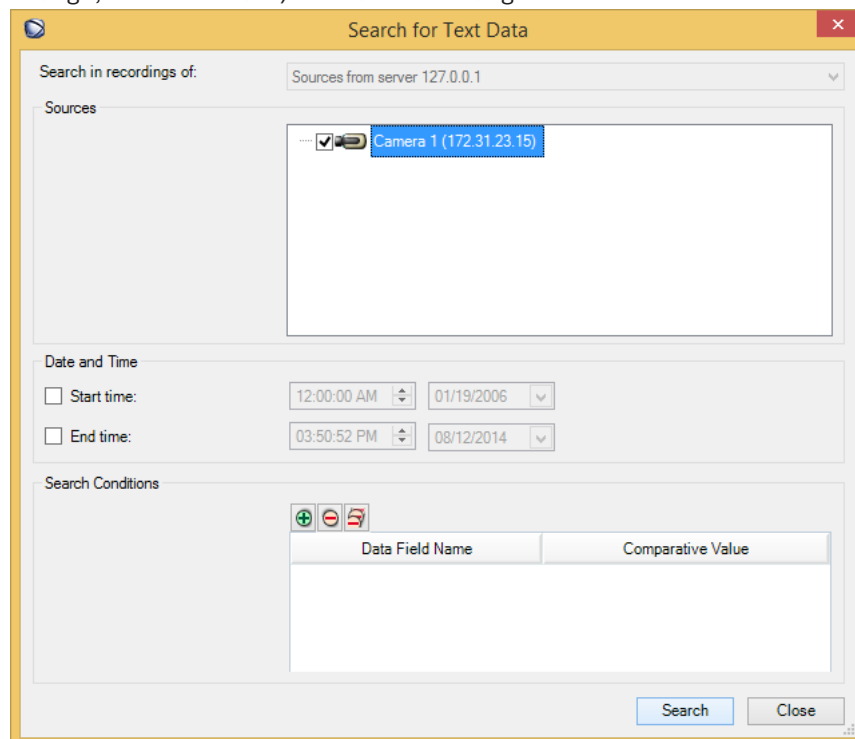 Search for Text Data
Search in recordings of:
Sources from server 127.0.0.1
Sources
Camera 1 (172.31.23.15)
Date and Time
Start time:
12:00:00 AM
01/19/2006
End time:
03:50:52 PM
08/12/2014
Search Conditions
Data Field Name
Comparative Value
Search
Close